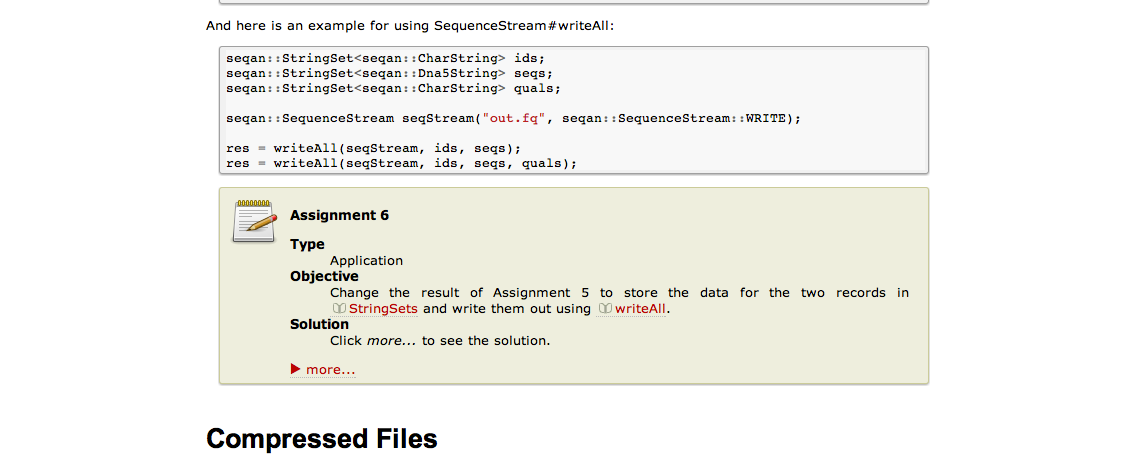 And here is an example for using SequenceStream#writeAll:
seqan::StringSet<seqan::CharString> ids;
seqan::StringSet<seqan::Dna5String> seqs;
seqan::StringSet<seqan::CharString> quals;
seqan::SequenceStream seqStream("out.fq", seqan::SequenceStream::WRITE);
res = writeAll(seqStream, ids, seqs);
res = writeAll(seqStream, ids, seqs, quals);
Assignment 6
Type
Application
Objective
Change the result of Assignment 5 to store the data for the two records in
StringSets and write them out using writeAll.
Solution
Click more... to see the solution.
more...
Compressed Files